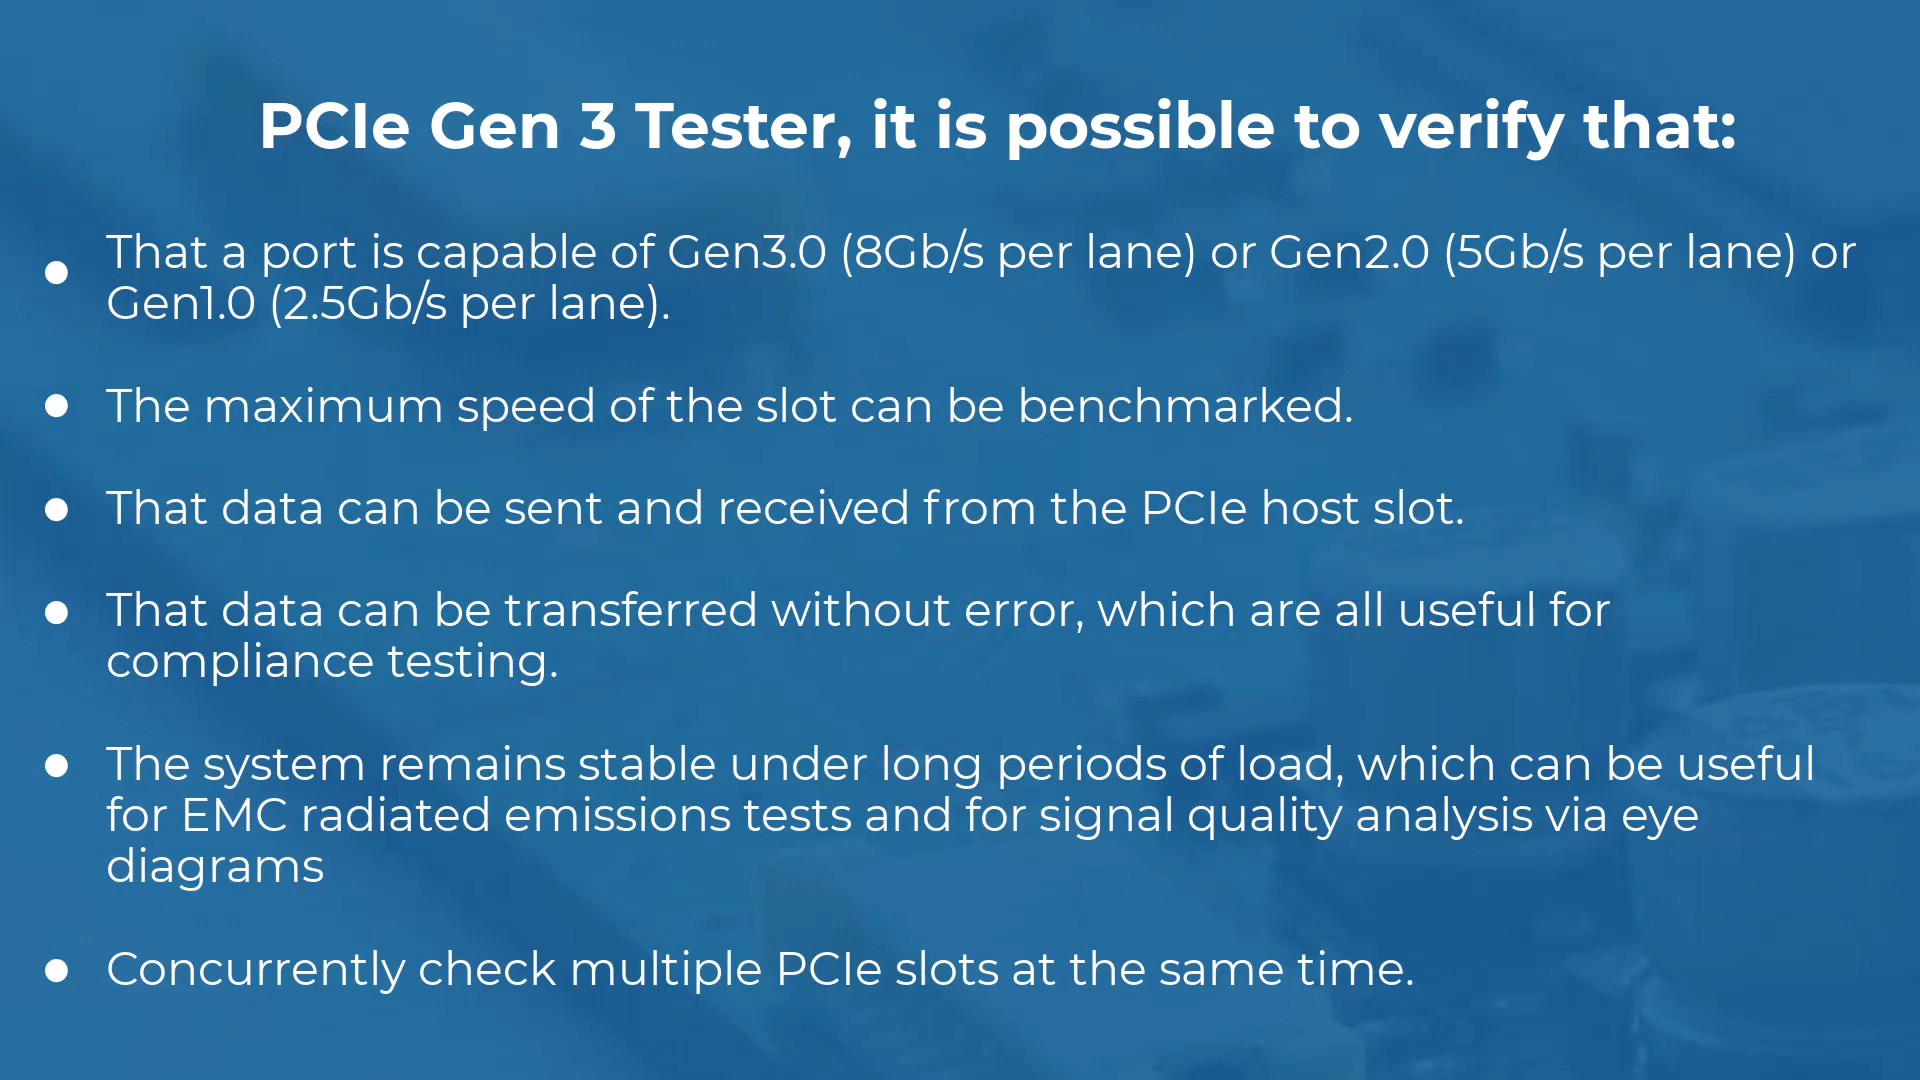 PCIe Gen 3 Tester, it is possible to verify that:
● That a port is capable of Gen3.0 (8Gb/s per lane) or Gen2.0 (5Gb/s per lane) or
Gen1.0 (2.5Gb/s per lane).
● The maximum speed of the slot can be benchmarked.
● That data can be sent and received from the PCIe host slot.
● That data can be transferred without error, which are all useful for
compliance testing.
● The system remains stable under long periods of load, which can be useful
for EMC radiated emissions tests and for signal quality analysis via eye
diagrams
● Concurrently check multiple PCIe slots at the same time.